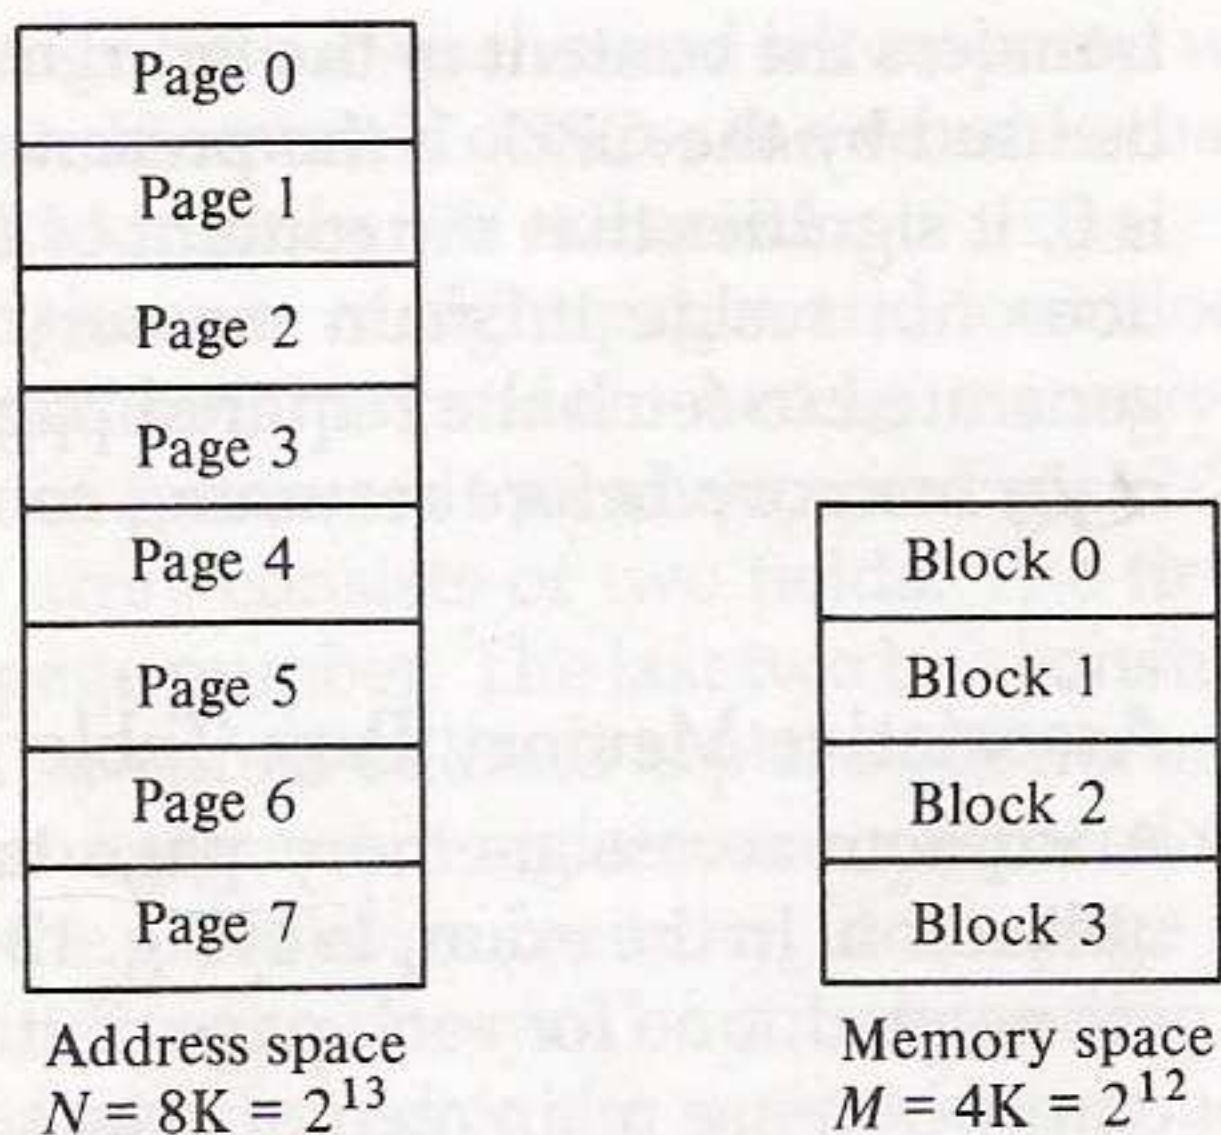 Page 0
Page 1
Page 2
Page 3
Page 4
Page 5
Page 6
Page 7
Address space
N = 8K = 2^13
Block 0
Block 1
Block 2
Block 3
Memory space
M = 4K = 2^12